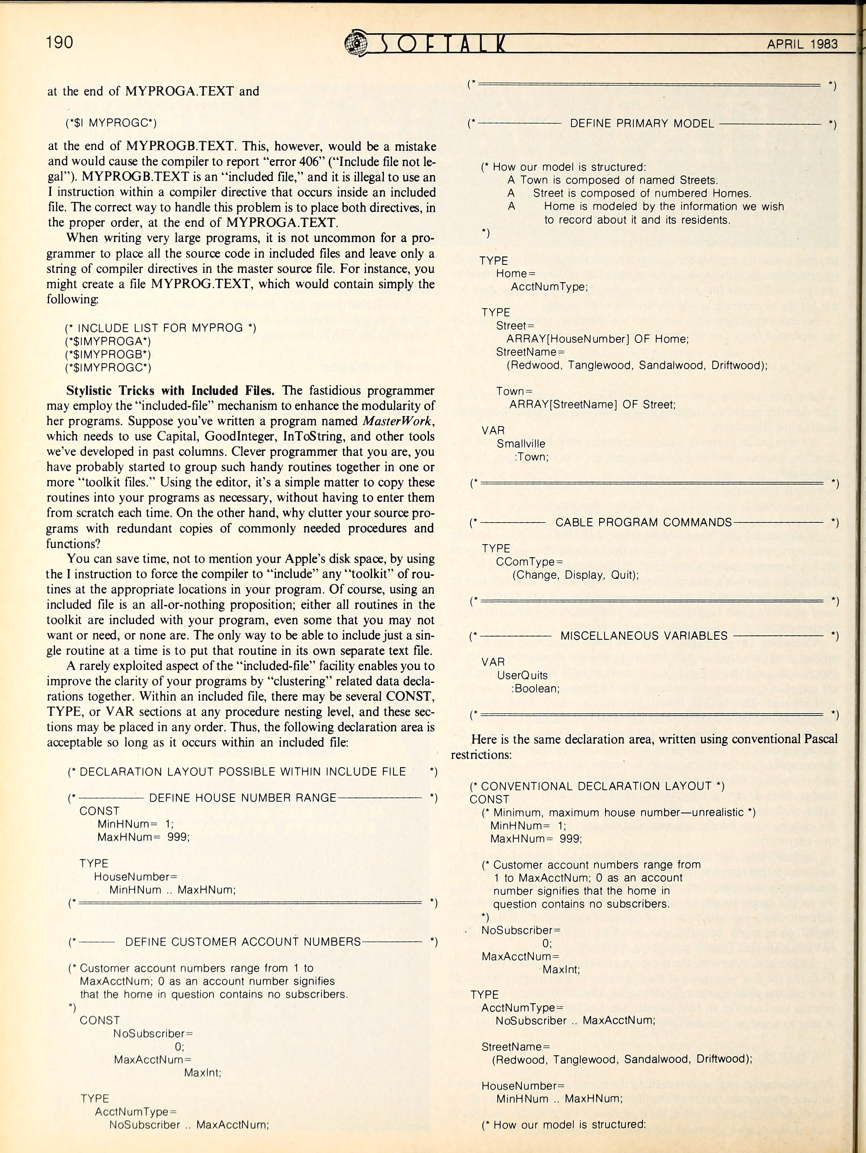 190
SOFTALK
APRIL 1983
at the end of MYPROGA.TEXT and
(*$I MYPROGC*)
at the end of MYPROGB.TEXT. This, however, would be a mistake
and would cause the compiler to report “error 406” (“Include file not le-
gal”). MYPROGB.TEXT is an “included file,” and it is illegal to use an
I instruction within a compiler directive that occurs inside an included
file. The correct way to handle this problem is to place both directives, in
the proper order, at the end of MYPROGA.TEXT.
When writing very large programs, it is not uncommon for a pro-
grammer to place all the source code in included files and leave only a
string of compiler directives in the master source file. For instance, you
might create a file MYPROG.TEXT, which would contain simply the
following:
(* INCLUDE LIST FOR MYPROG *)
(*$IMYPROGA*)
(*$IMYPROGB*)
(*$IMYPROGC*)
Stylistic Tricks with Included Files. The fastidious programmer
may employ the “included-file” mechanism to enhance the modularity of
her programs. Suppose you've written a program named MasterWork,
which needs to use Capital, GoodInteger, InToString, and other tools
we've developed in past columns. Clever programmer that you are, you
have probably started to group such handy routines together in one or
more “toolkit files.” Using the editor, it's a simple matter to copy these
routines into your programs as necessary, without having to enter them
from scratch each time. On the other hand, why clutter your source pro-
grams with redundant copies of commonly needed procedures and
functions?
You can save time, not to mention your Apple's disk space, by using
the I instruction to force the compiler to “include” any “toolkit” of rou-
tines at the appropriate locations in your program. Of course, using an
included file is an all-or-nothing proposition; either all routines in the
toolkit are included with your program, even some that you may not
want or need, or none are. The only way to be able to include just a sin-
gle routine at a time is to put that routine in its own separate text file.
A rarely exploited aspect of the “included-file” facility enables you to
improve the clarity of your programs by “clustering” related data decla-
rations together. Within an included file, there may be several CONST,
TYPE, or VAR sections at any procedure nesting level, and these sec-
tions may be placed in any order. Thus, the following declaration area is
acceptable so long as it occurs within an included file:
(* DECLARATION LAYOUT POSSIBLE WITHIN INCLUDE FILE *)
(*———— DEFINE HOUSE NUMBER RANGE———— *)
CONST
MinHNum= 1;
MaxHNum= 999;
TYPE
HouseNumber=
MinHNum .. MaxHNum;
(*════════════════ *)
(*—— DEFINE CUSTOMER ACCOUNT NUMBERS—— *)
(* Customer account numbers range from 1 to
MaxAcctNum; 0 as an account number signifies
that the home in question contains no subscribers.
*)
CONST
NoSubscriber=
0;
MaxAcctNum=
MaxInt;
TYPE
AcctNumType=
NoSubscriber .. MaxAcctNum;
(*════════════════ *)
(*———— DEFINE PRIMARY MODEL ———— *)
(* How our model is structured:
A Town is composed of named Streets.
A Street is composed of numbered Homes.
A Home is modeled by the information we wish
to record about it and its residents.
*)
TYPE
Home=
AcctNumType;
TYPE
Street=
ARRAY[HouseNumber] OF Home;
StreetName=
(Redwood, Tanglewood, Sandalwood, Driftwood);
Town=
ARRAY[StreetName] OF Street;
VAR
Smallville
:Town;
(*════════════════ *)
(*———— CABLE PROGRAM COMMANDS———— *)
TYPE
CComType=
(Change, Display, Quit);
(*════════════════ *)
(*———— MISCELLANEOUS VARIABLES ———— *)
VAR
UserQuits
:Boolean;
(*════════════════ *)
Here is the same declaration area, written using conventional Pascal
restrictions:
(* CONVENTIONAL DECLARATION LAYOUT *)
CONST
(* Minimum, maximum house number—unrealistic *)
MinHNum= 1;
MaxHNum= 999;
(* Customer account numbers range from
1 to MaxAcctNum; 0 as an account
number signifies that the home in
question contains no subscribers.
*)
NoSubscriber=
0;
MaxAcctNum=
MaxInt;
TYPE
AcctNumType=
NoSubscriber .. MaxAcctNum;
StreetName=
(Redwood, Tanglewood, Sandalwood, Driftwood);
HouseNumber=
MinHNum .. MaxHNum;
(* How our model is structured: